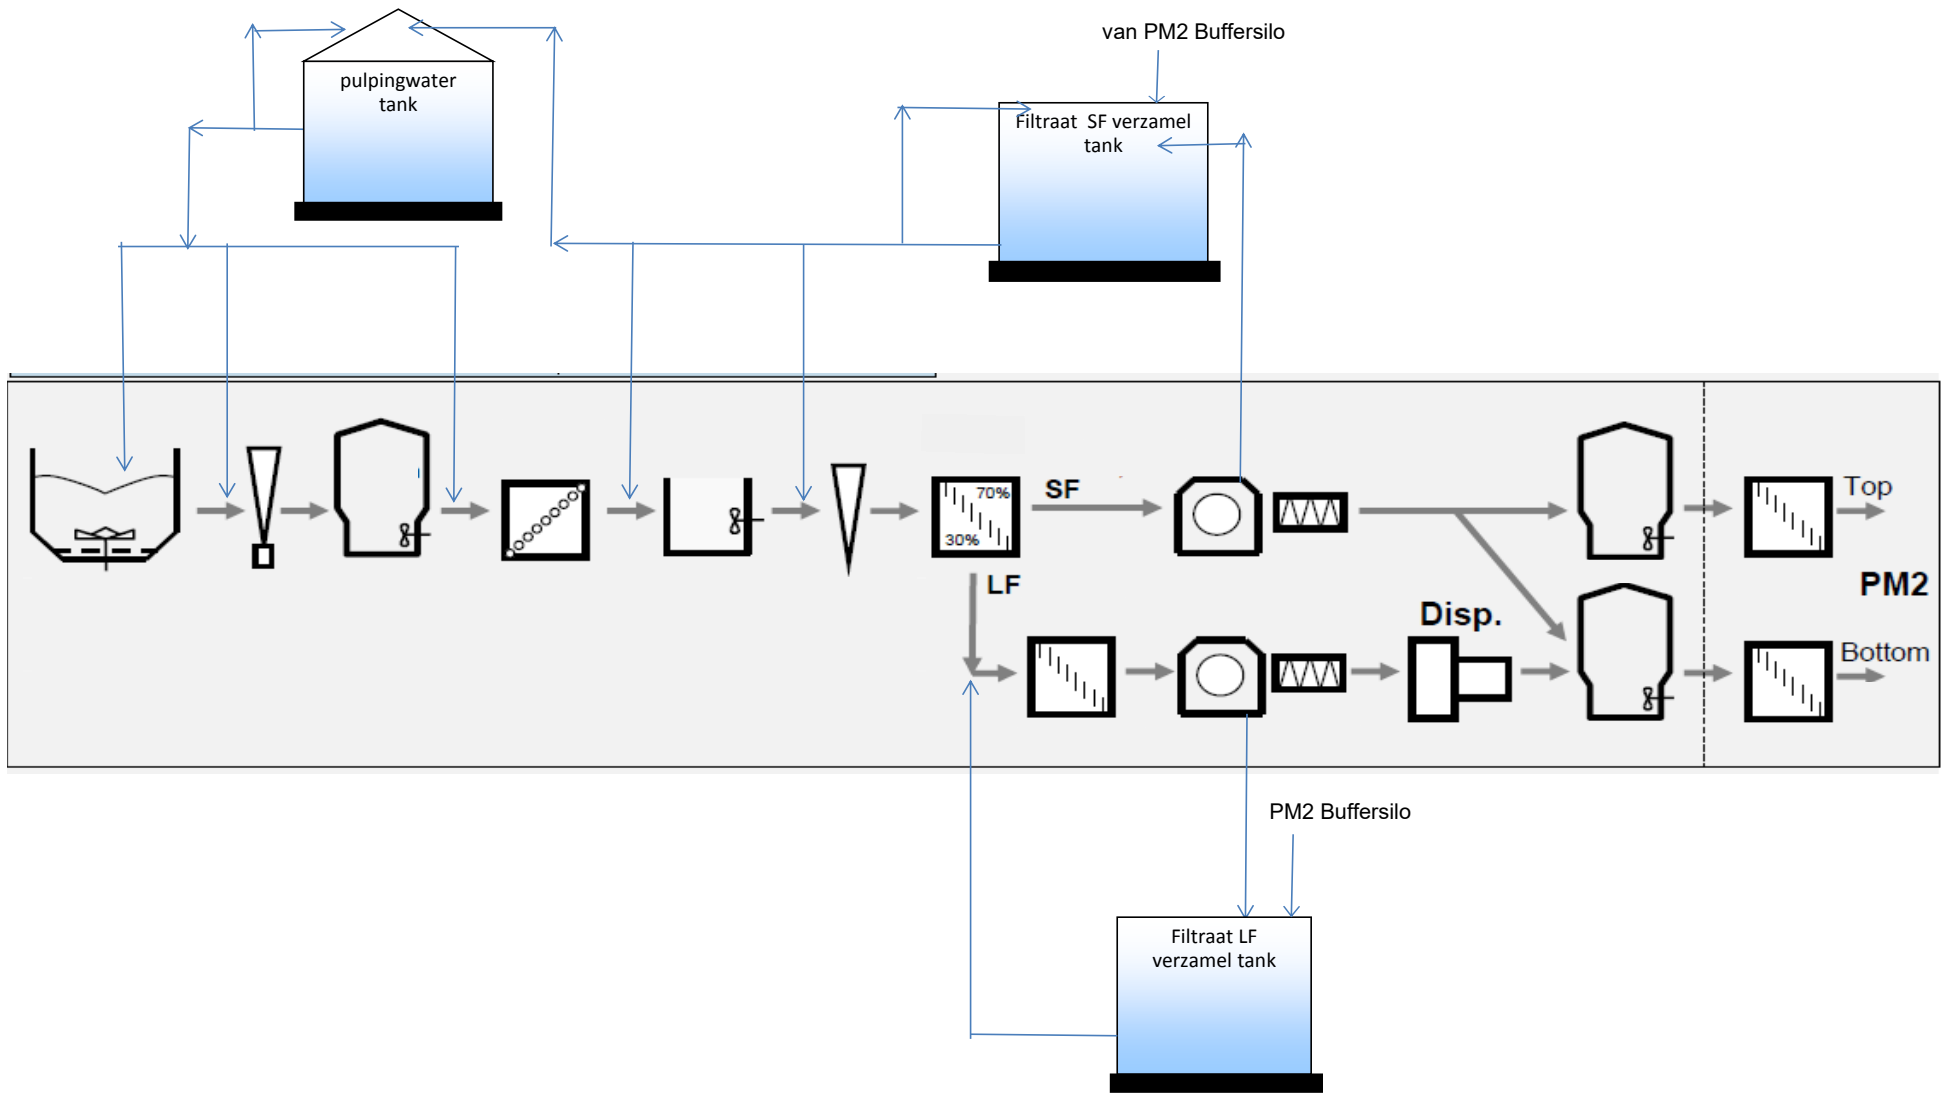 van PM2 Buffersilo
pulpingwater
tank
Filtraat SF verzamel
tank
70%
30%
SF
LF
Disp.
Top
PM2
Bottom
PM2 Buffersilo
Filtraat LF
verzamel tank